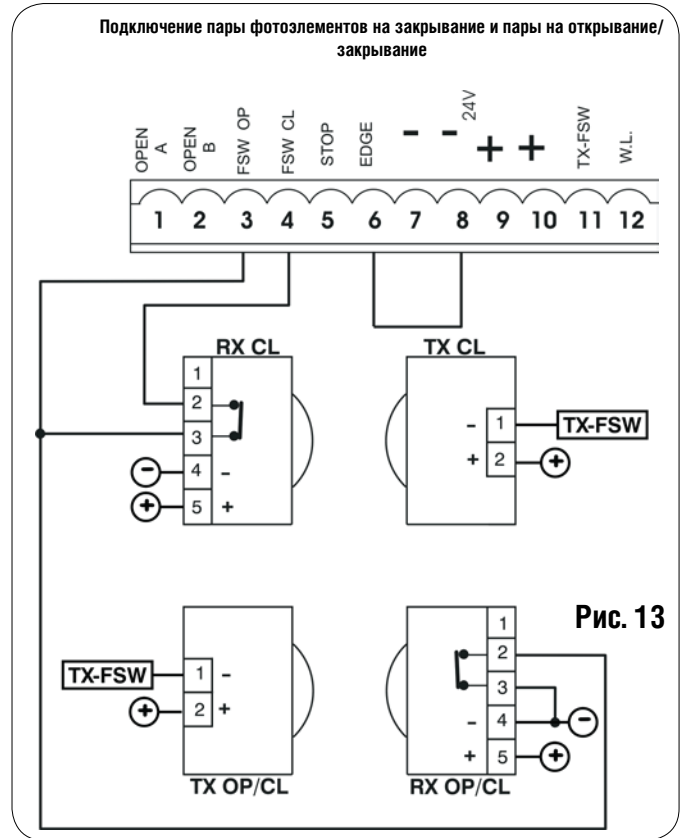 Подключение пары фотоэлементов на закрывание и пары на открывание/
закрывание
OPEN A
OPEN B
FSW OP
FSW CL
STOP
EDGE
- - 24V + +
TX-FSW
W.L.
1 2 3 4 5 6 7 8 9 10 11 12
RX CL
1
2
3
4 -
5 +
- 
+
TX CL
- 1 TX-FSW
+ 2 +
Рис. 13
TX-FSW 1 -
+ 2 +
TX OP/CL
1
2
3
- 4 -
+ 5 +
RX OP/CL